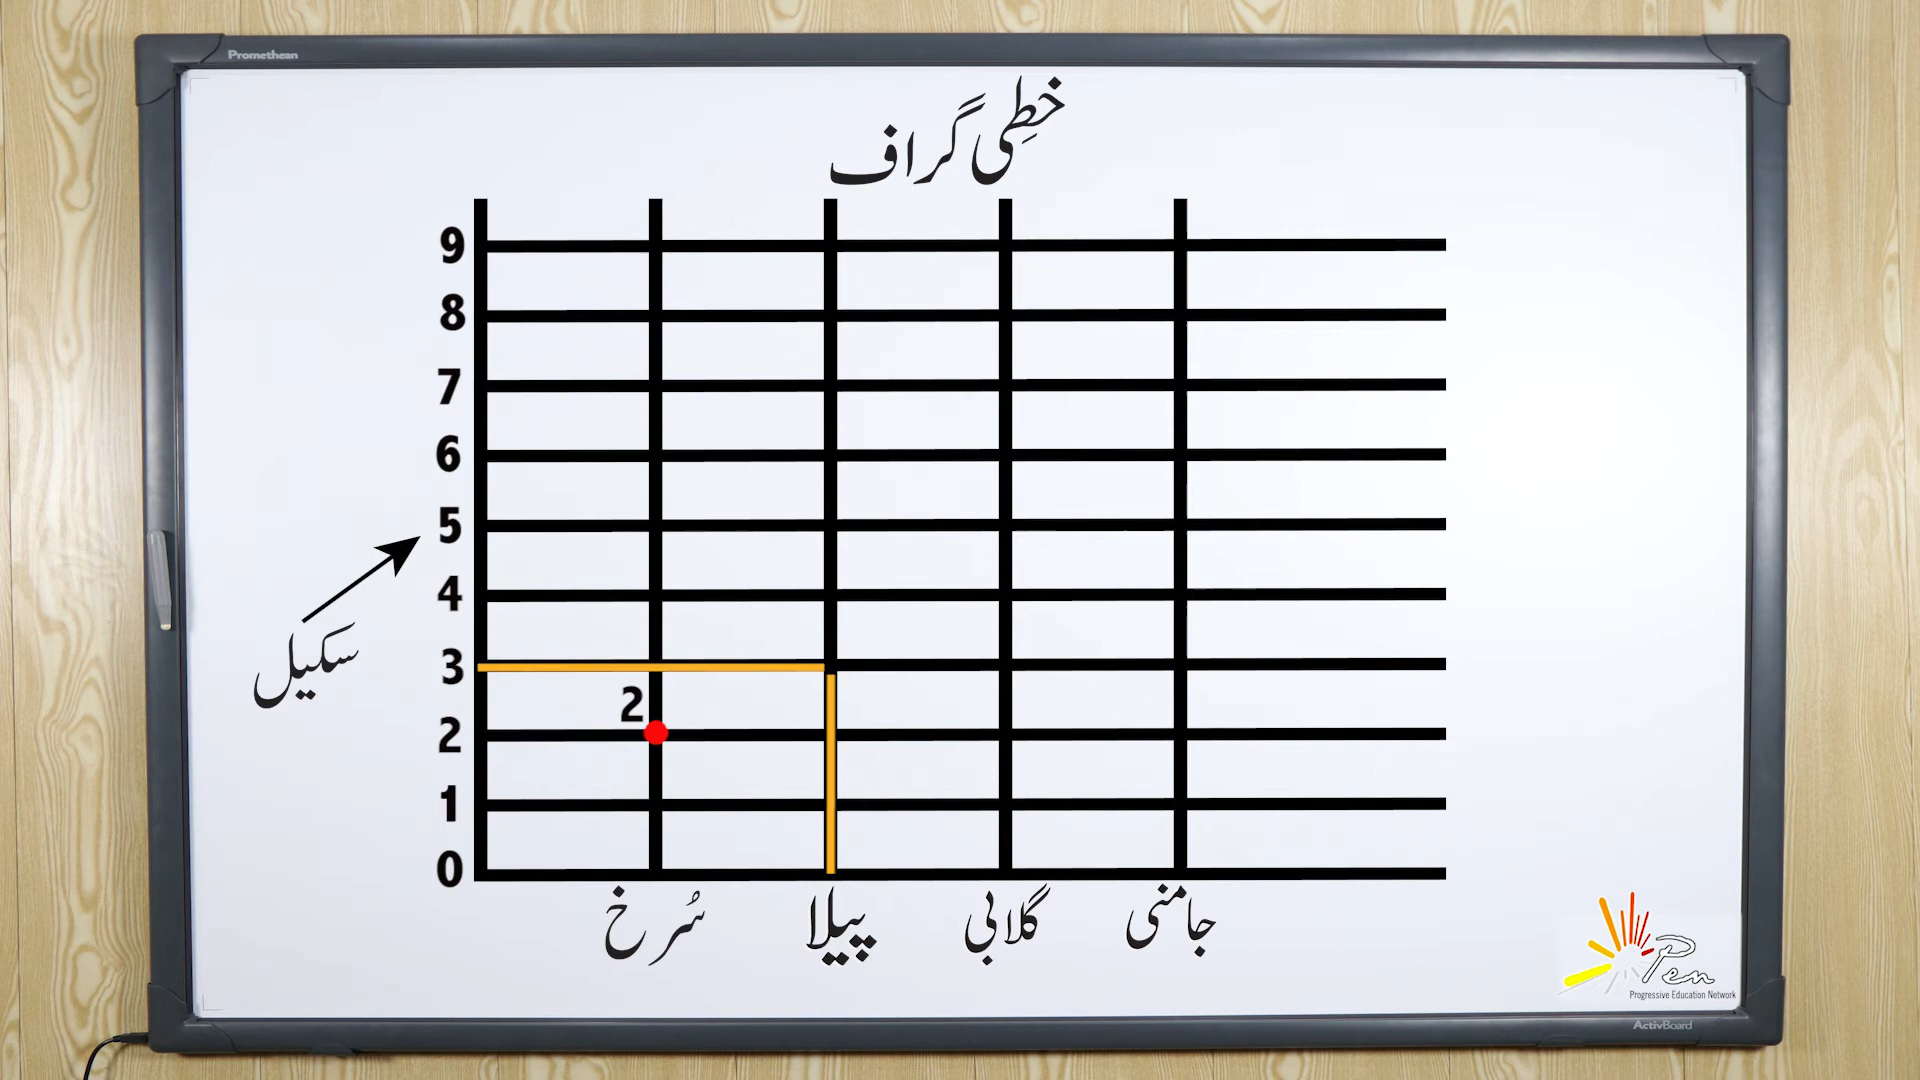 Promethean
خطِی گراف
9
8
7
6
5
4
3
2
2
1
0
سکیل
سُرخ پیلا گلابی جامنی
Pen
Progressive Education Network
ActivBoard